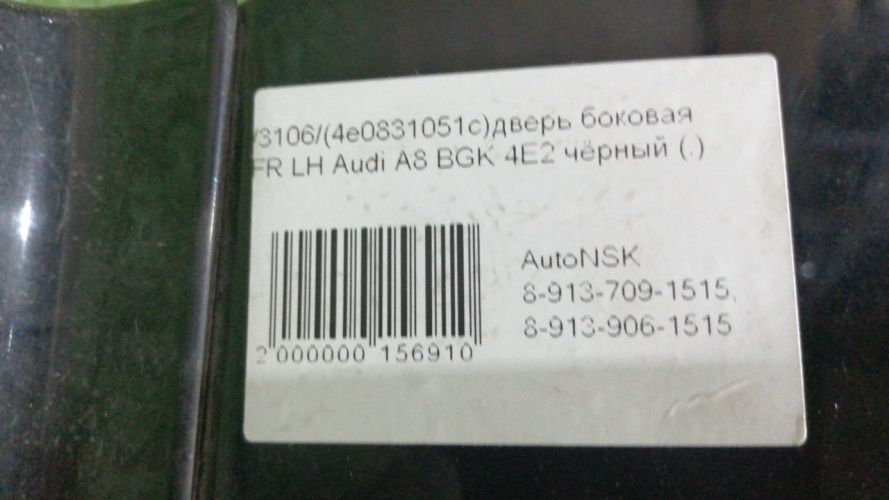 /3106/(4e0831051c)дверь боковая
FR LH Audi A8 BGK 4E2 чёрный (.)
AutoNSK
8-913-709-1515,
8-913-906-1515
2 000000 156910